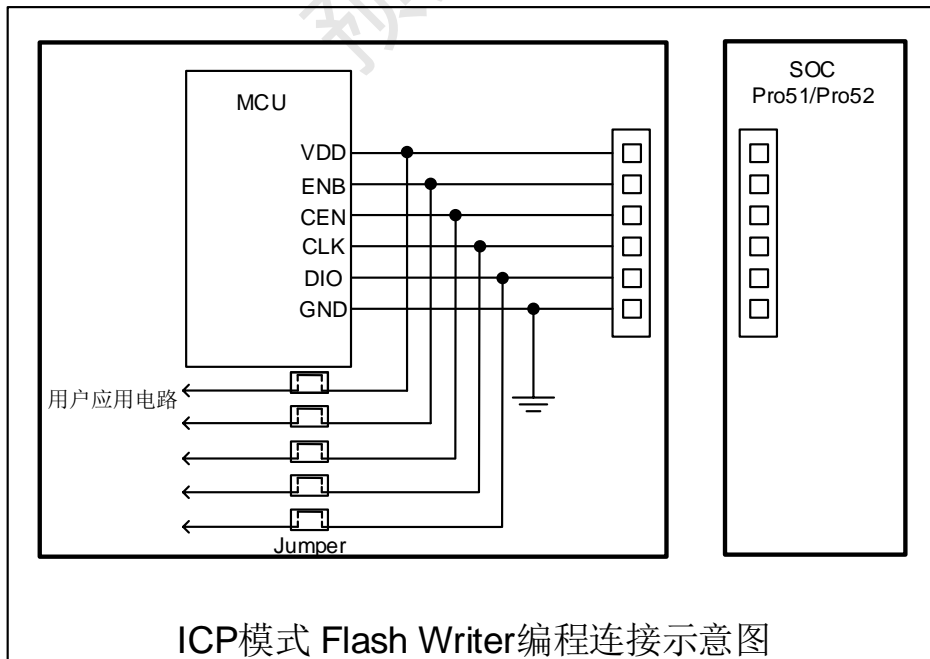 MCU
VDD
ENB
CEN
CLK
DIO
GND
SOC
Pro51/Pro52
用户应用电路
Jumper
ICP模式 Flash Writer编程连接示意图